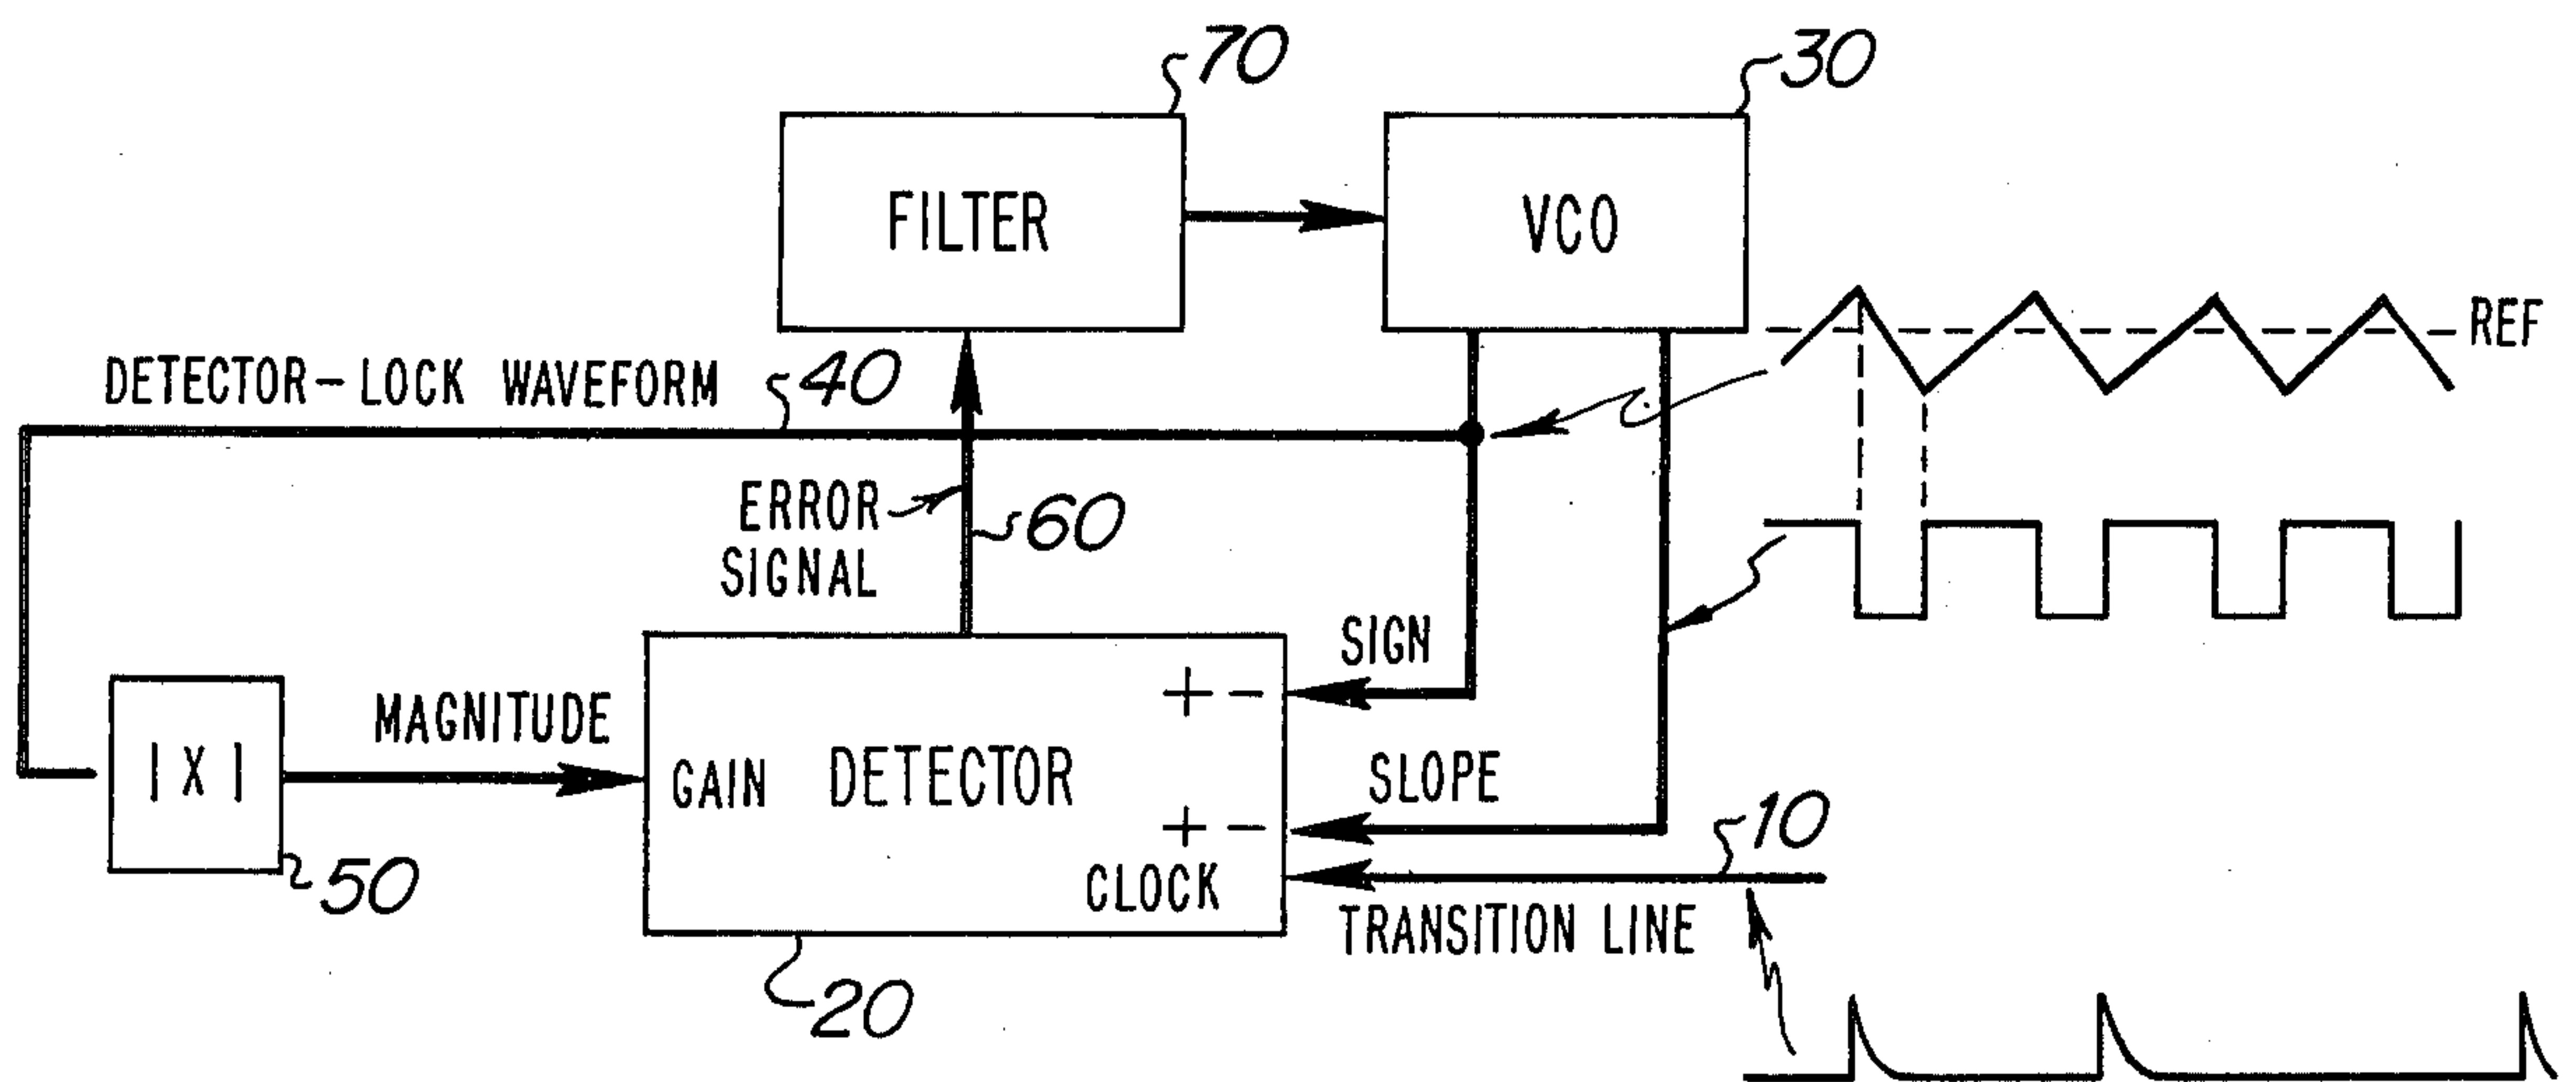 70
30
FILTER
VCO
REF
DETECTOR-LOCK WAVEFORM
40
ERROR
SIGNAL
60
SIGN
+ -
MAGNITUDE
|X|
GAIN
DETECTOR
SLOPE
+ -
10
CLOCK
50
TRANSITION LINE
20